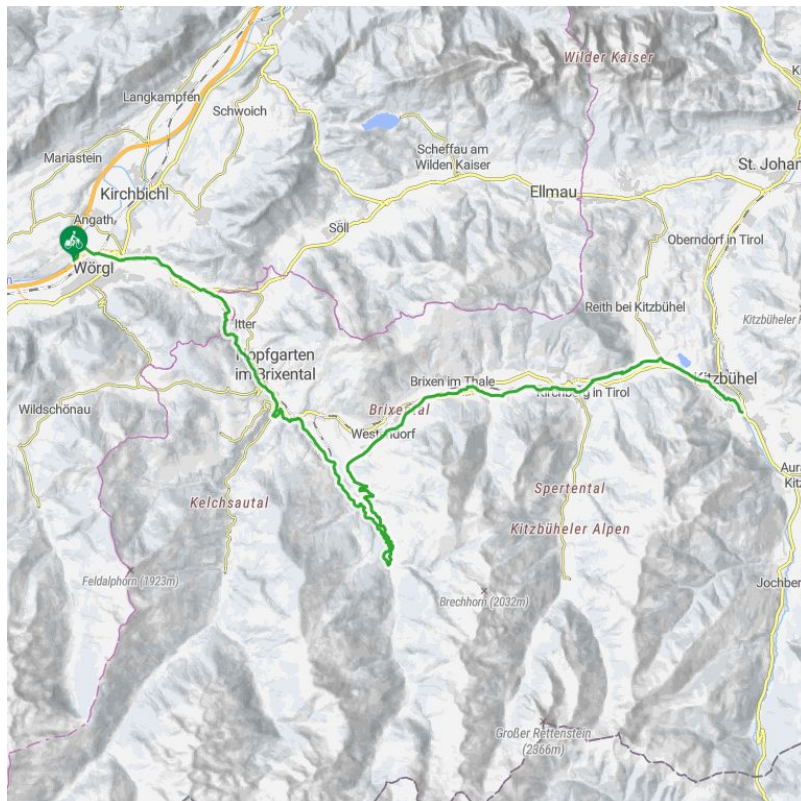 Wilder Kaiser
Langkampfen
Schwoich
Mariastein
Scheffau am
Wilden Kaiser
St. Johan
Kirchbichl
Ellmau
Angath
Söll
Oberndorf in Tirol
Wörgl
Reith bei Kitzbühel
Kitzbüheler
Itter
Hopfgarten
im Brixental
Brixen im Thale
Kitzbühel
Kirchberg in Tirol
Wildschönau
Brixental
Westendorf
Aura
Kitz
Kelchsautal
Spertental
Kitzbüheler Alpen
Feldalphorn (1923m)
Brechhorn (2032m)
Jochber
Großer Rettenstein
(2366m)